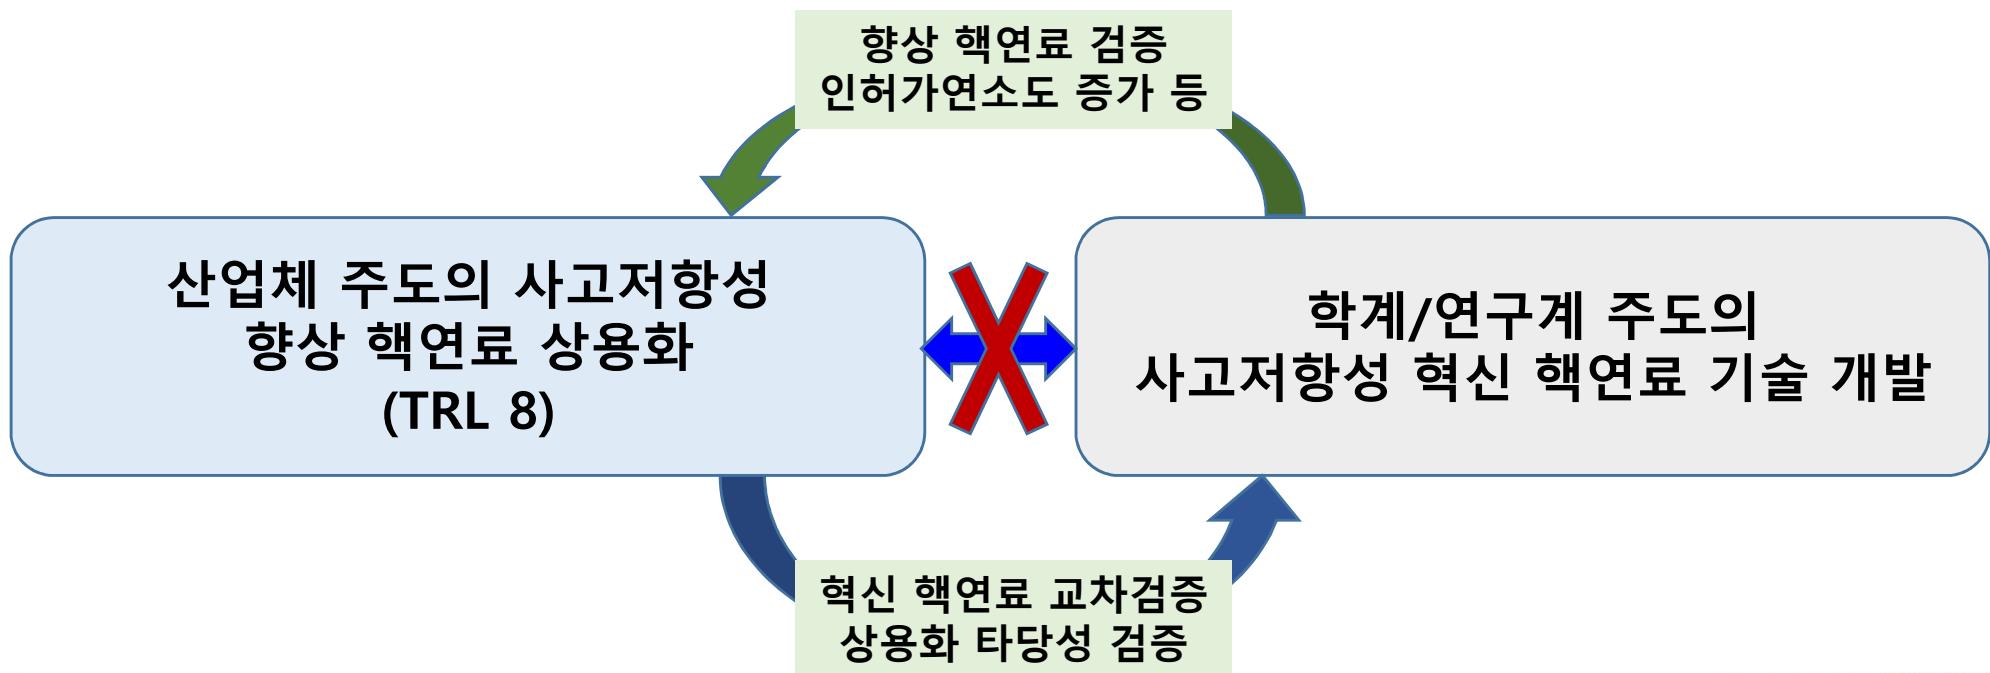 향상 핵연료 검증
인허가연소도 증가 등
산업체 주도의 사고저항성
향상 핵연료 상용화
(TRL 8)
학계/연구계 주도의
사고저항성 혁신 핵연료 기술 개발
혁신 핵연료 교차검증
상용화 타당성 검증